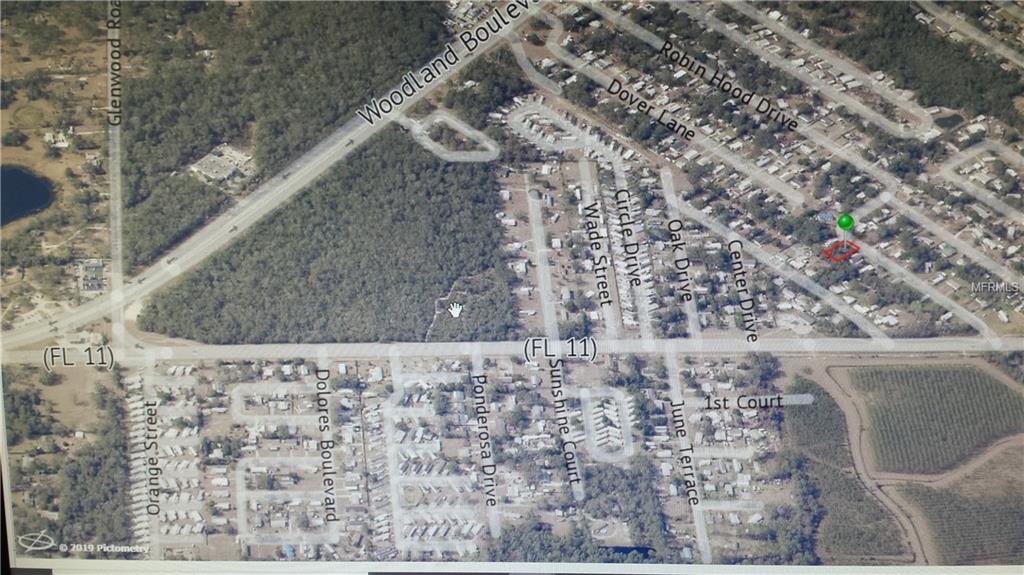 Glenwood Roa
Woodland Boulev
Robin Hood Drive
Dover Lane
Circle Drive
Wade Street
Oak Drive
Center Drive
MFRMLS
(FL 11)
(FL 11)
Orange Street
Dolores Boulevard
Ponderosa Drive
Sunshine Court
June Terrace
1st Court
© 2019 Pictometry